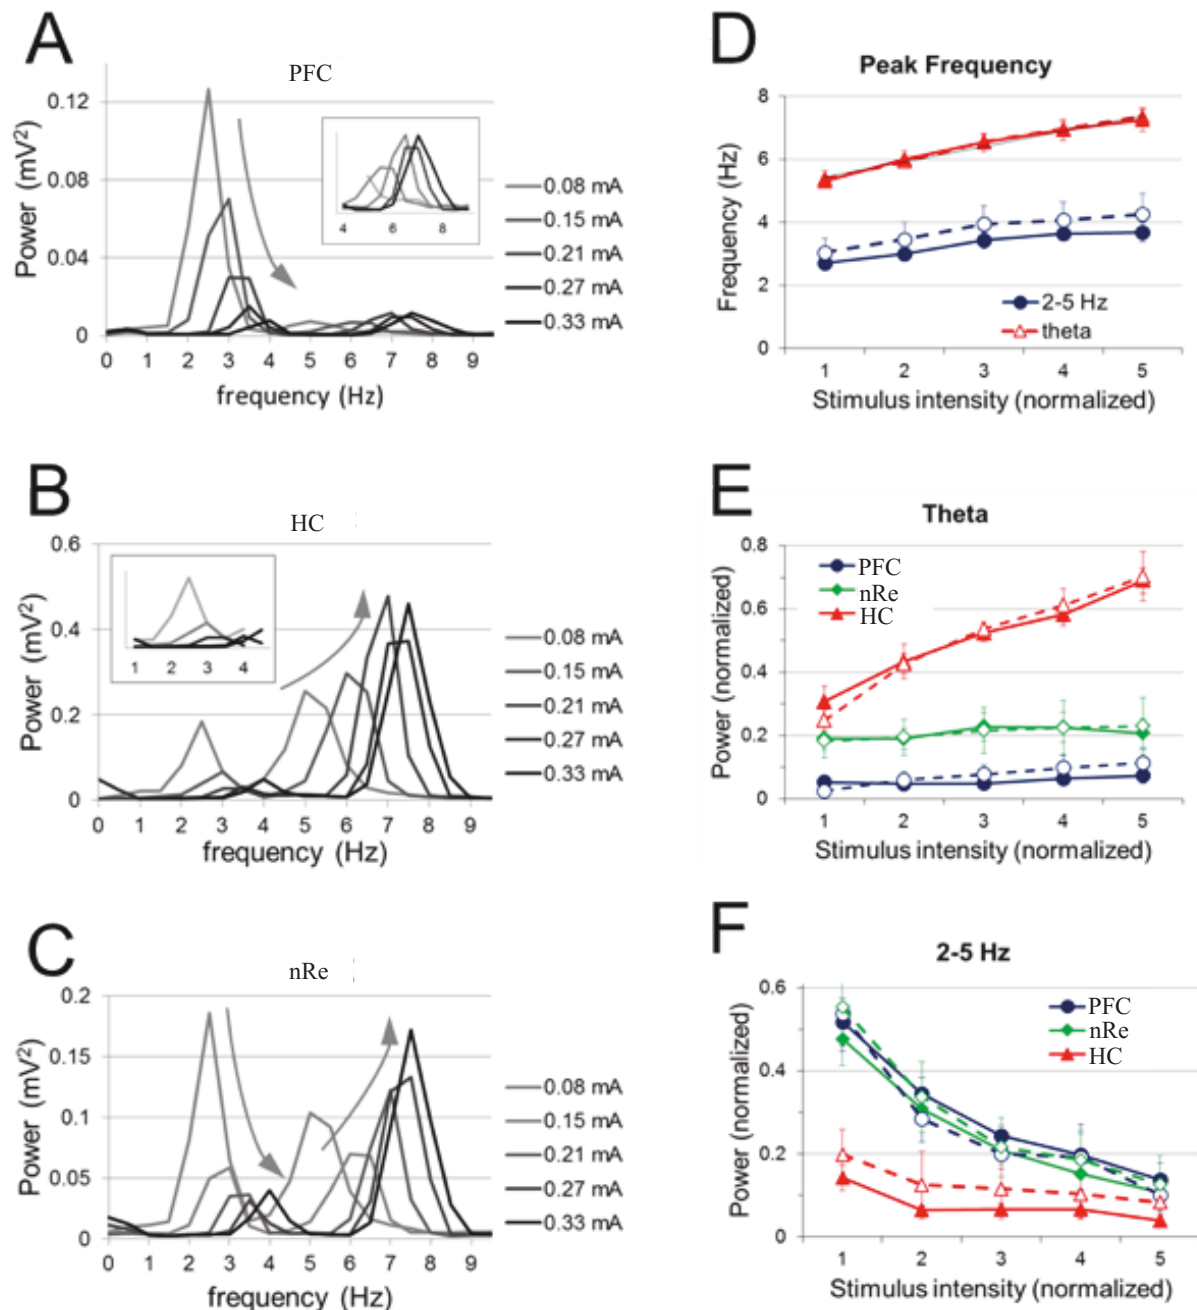 A
PFC
Power (mV²)
0.12
0.08
0.04
0
4 6 8
0.08 mA
0.15 mA
0.21 mA
0.27 mA
0.33 mA
0 1 2 3 4 5 6 7 8 9
frequency (Hz)
B
HC
Power (mV²)
0.6
0.4
0.2
0
1 2 3 4
0.08 mA
0.15 mA
0.21 mA
0.27 mA
0.33 mA
0 1 2 3 4 5 6 7 8 9
frequency (Hz)
C
nRe
Power (mV²)
0.2
0.15
0.1
0.05
0
0.08 mA
0.15 mA
0.21 mA
0.27 mA
0.33 mA
0 1 2 3 4 5 6 7 8 9
frequency (Hz)
D
Peak Frequency
Frequency (Hz)
8
6
4
2
0
2-5 Hz
theta
1 2 3 4 5
Stimulus intensity (normalized)
E
Theta
Power (normalized)
0.8
0.6
0.4
0.2
0
PFC
nRe
HC
1 2 3 4 5
Stimulus intensity (normalized)
F
2-5 Hz
Power (normalized)
0.6
0.4
0.2
0
PFC
nRe
HC
1 2 3 4 5
Stimulus intensity (normalized)